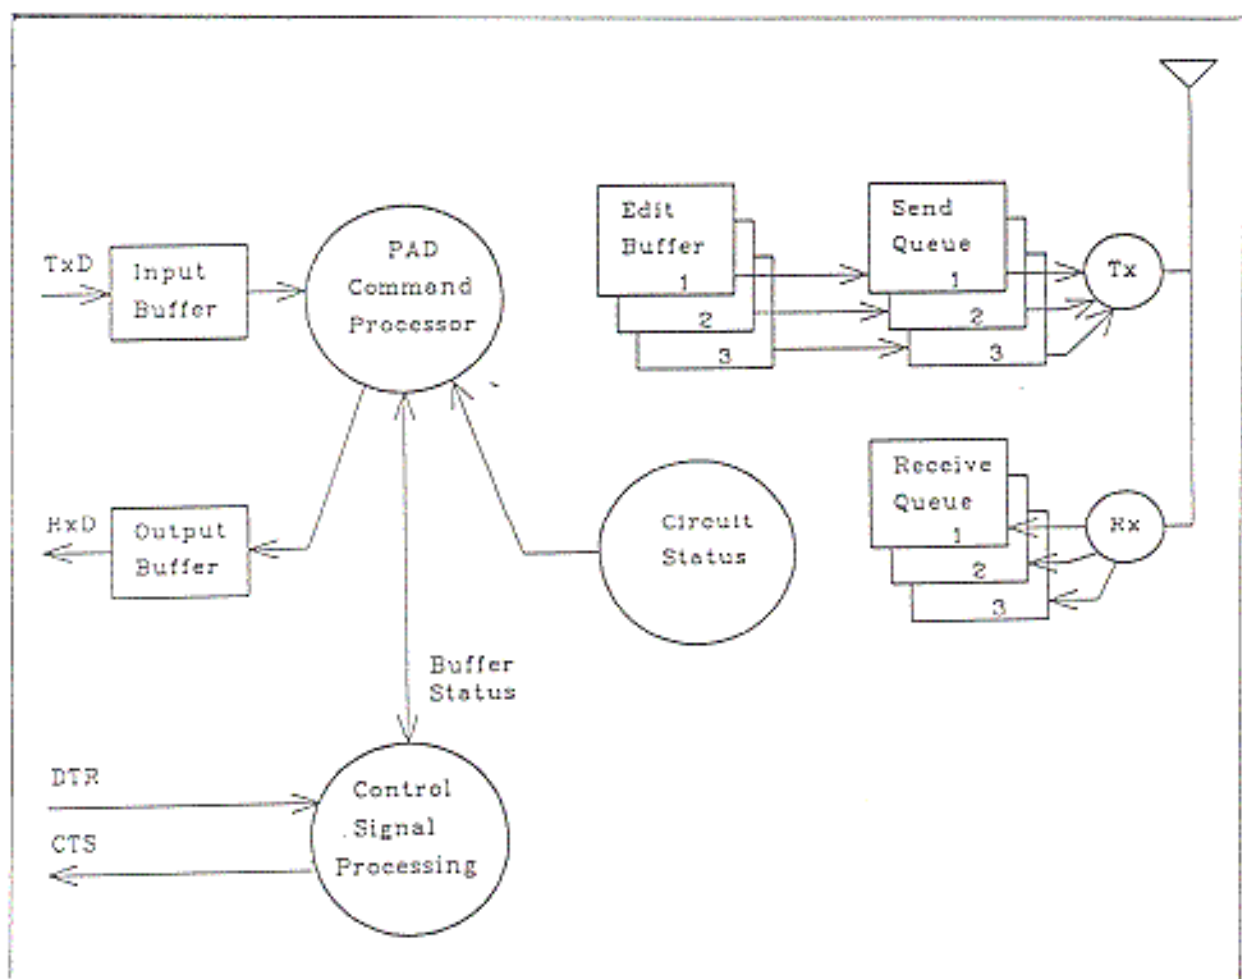 TxD
Input
Buffer
PAD
Command
Processor
Edit
Buffer
1
2
3
Send
Queue
1
2
3
Tx
RxD
Output
Buffer
Circuit
Status
Receive
Queue
1
2
3
Rx
Buffer
Status
DTR
CTS
Control
Signal
Processing